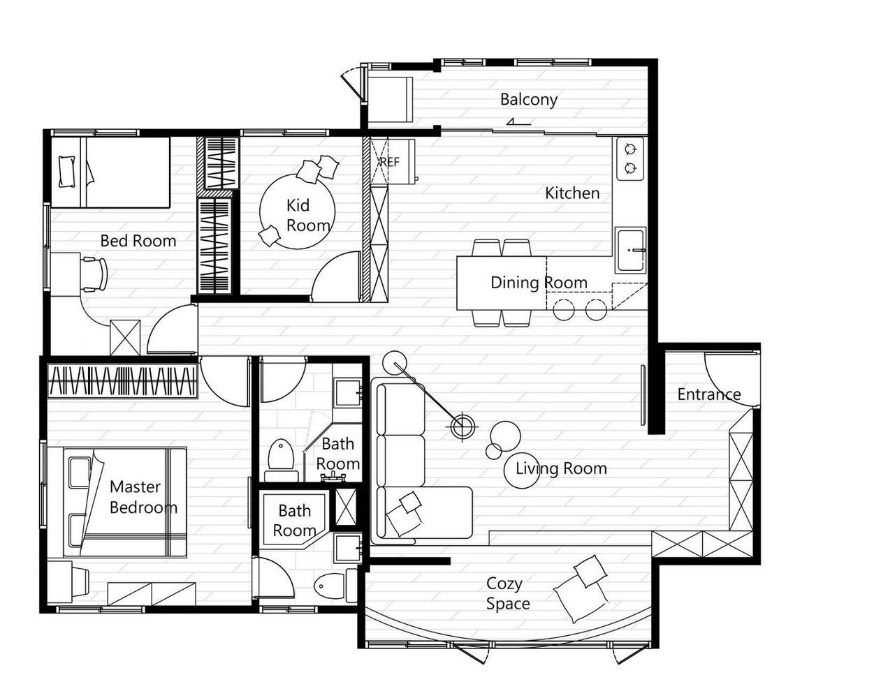 Balcony
REF
Kitchen
Kid
Room
Bed Room
Dining Room
Entrance
Bath
Room
Living Room
Master
Bedroom
Bath
Room
Cozy
Space